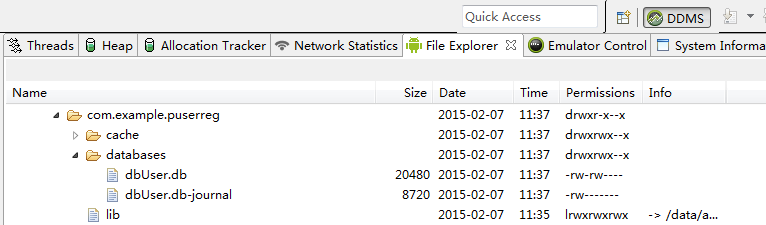 Quick Access
DDMS
Threads Heap Allocation Tracker Network Statistics File Explorer Emulator Control System Informa
Name Size Date Time Permissions Info
com.example.puserreg 2015-02-07 11:37 drwxr-x--x
cache 2015-02-07 11:37 drwxrwx--x
databases 2015-02-07 11:37 drwxrwx--x
dbUser.db 20480 2015-02-07 11:37 -rw-rw----
dbUser.db-journal 8720 2015-02-07 11:37 -rw-------
lib 2015-02-07 11:35 lrwxrwxrwx -> /data/a...